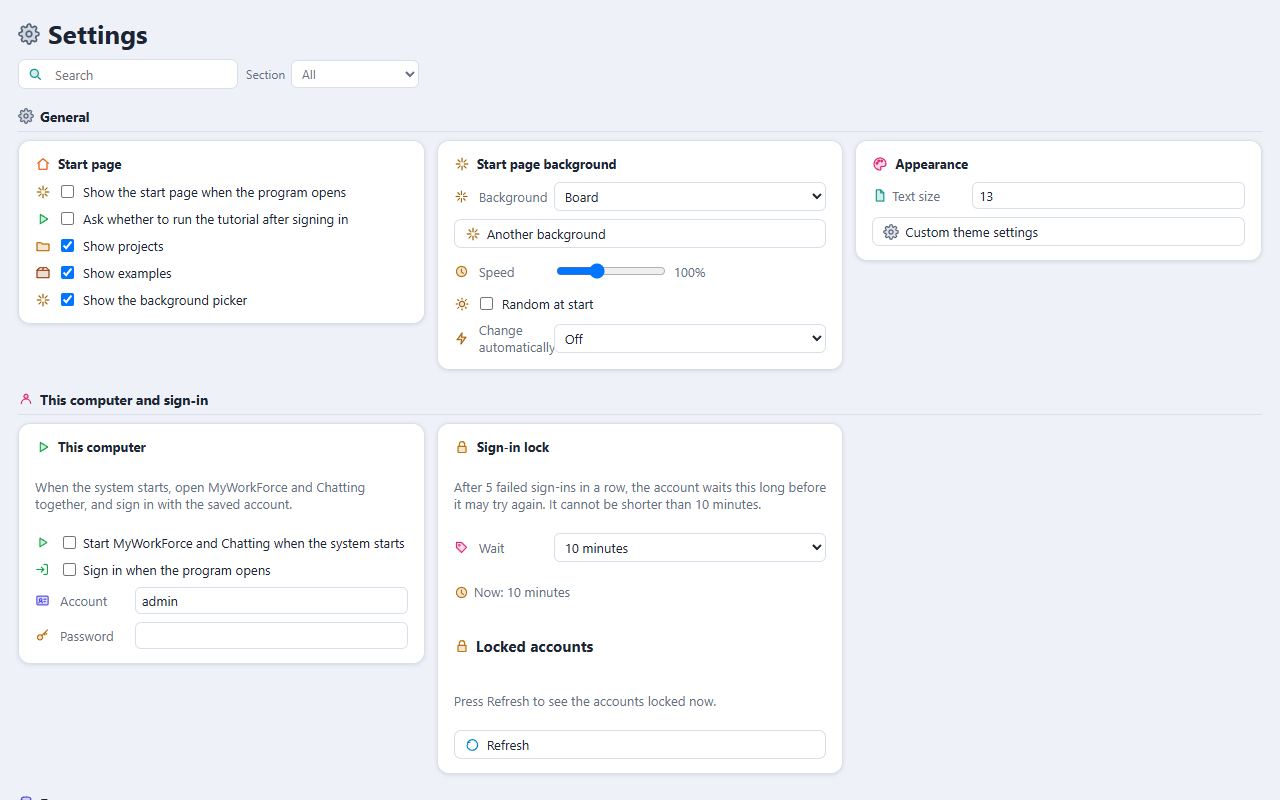 Settings
Search
Section
All
General
Start page
Show the start page when the program opens
Ask whether to run the tutorial after signing in
Show projects
Show examples
Show the background picker
Start page background
Background
Board
Another background
Speed
100%
Random at start
Change
automatically
Off
Appearance
Text size
13
Custom theme settings
This computer and sign-in
This computer
When the system starts, open MyWorkForce and Chatting
together, and sign in with the saved account.
Start MyWorkForce and Chatting when the system starts
Sign in when the program opens
Account
admin
Password
Sign-in lock
After 5 failed sign-ins in a row, the account waits this long before
it may try again. It cannot be shorter than 10 minutes.
Wait
10 minutes
Now: 10 minutes
Locked accounts
Press Refresh to see the accounts locked now.
Refresh